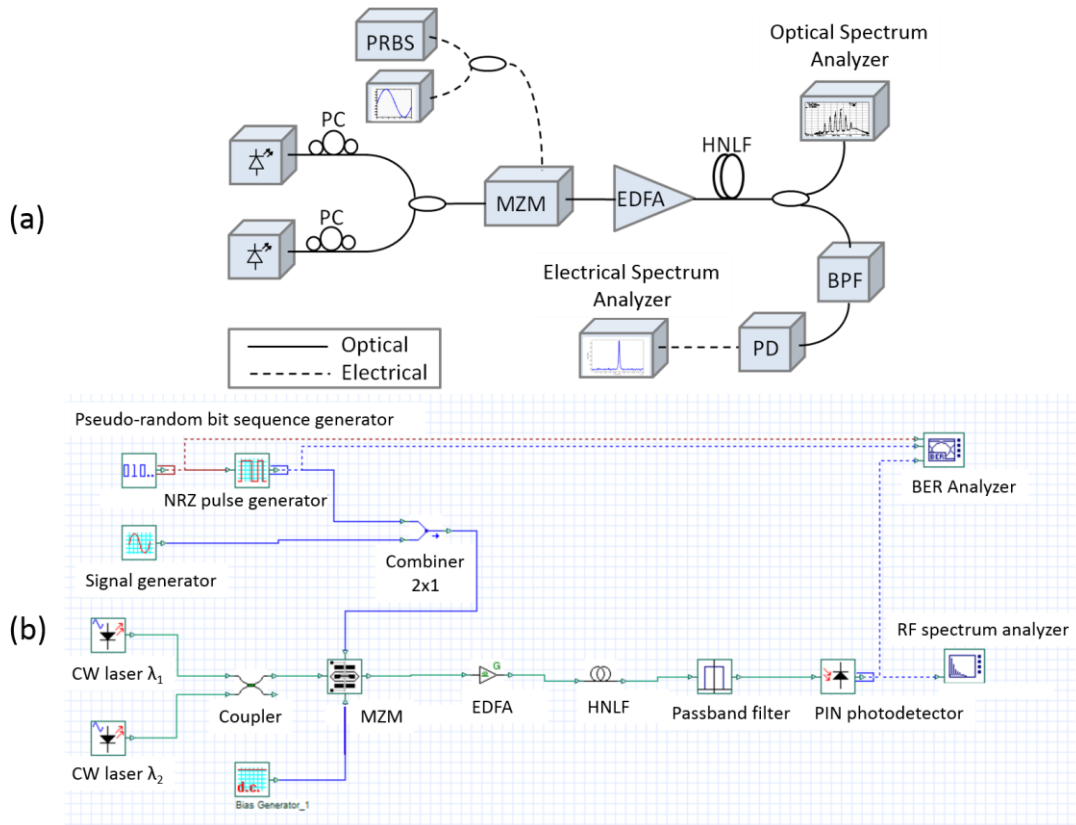 (a)
PRBS
Optical Spectrum
Analyzer
PC
HNLF
MZM
EDFA
PC
BPF
Electrical Spectrum
Analyzer
PD
Optical
Electrical
(b)
Pseudo-random bit sequence generator
010..
NRZ pulse generator
BER
BER Analyzer
Signal generator
Combiner
2x1
RF spectrum analyzer
CW laser λ1
Coupler
MZM
G
EDFA
HNLF
Passband filter
PIN photodetector
CW laser λ2
d.c.
Bias Generator_1